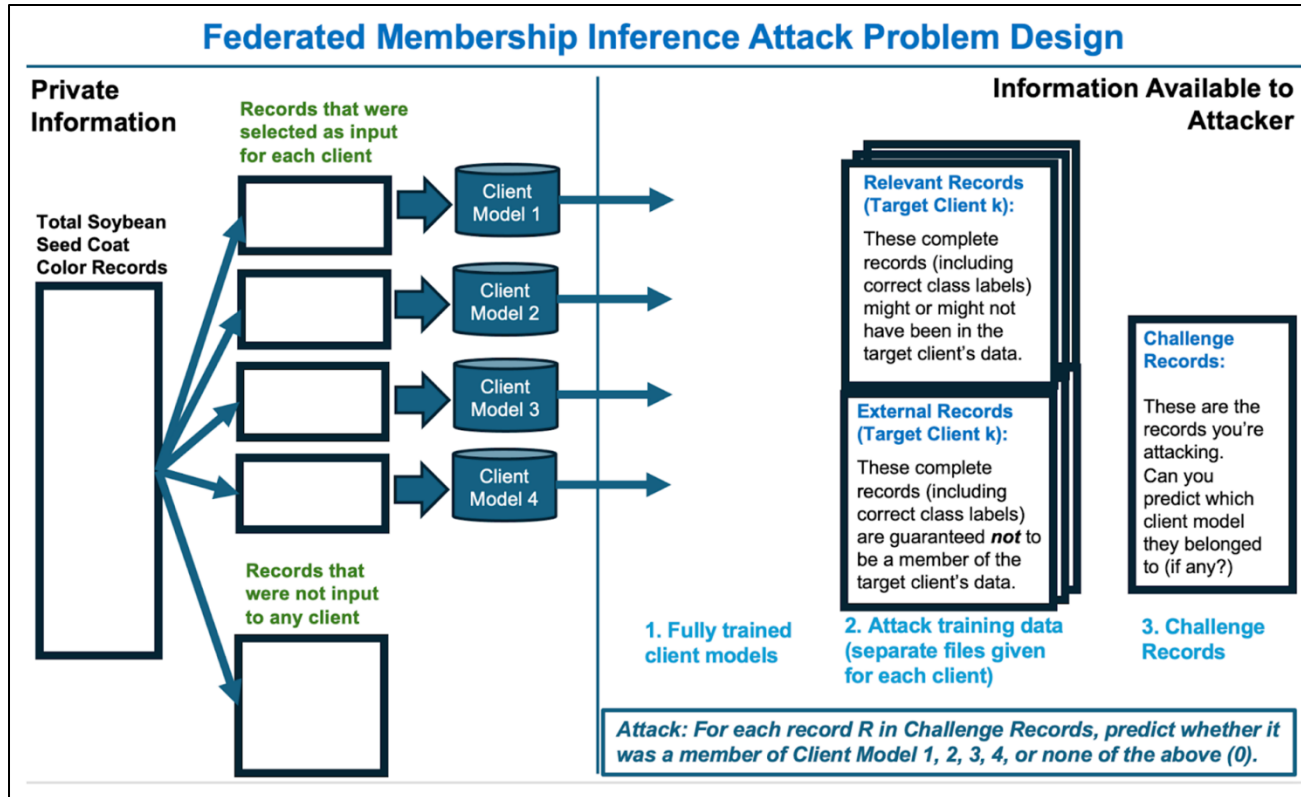 Federated Membership Inference Attack Problem Design
Private
Information
Records that were
selected as input
for each client
Total Soybean
Seed Coat
Color Records
Client
Model 1
Client
Model 2
Client
Model 3
Client
Model 4
Records that
were not input
to any client
Information Available to
Attacker
1. Fully trained
client models
Relevant Records
(Target Client k):
These complete
records (including
correct class labels)
might or might not
have been in the
target client's data.
External Records
(Target Client k):
These complete
records (including
correct class labels)
are guaranteed not to
be a member of the
target client's data.
2. Attack training data
(separate files given
for each client)
Challenge
Records:
These are the
records you're
attacking.
Can you
predict which
client model
they belonged
to (if any?)
3. Challenge
Records
Attack: For each record R in Challenge Records, predict whether it
was a member of Client Model 1, 2, 3, 4, or none of the above (0).